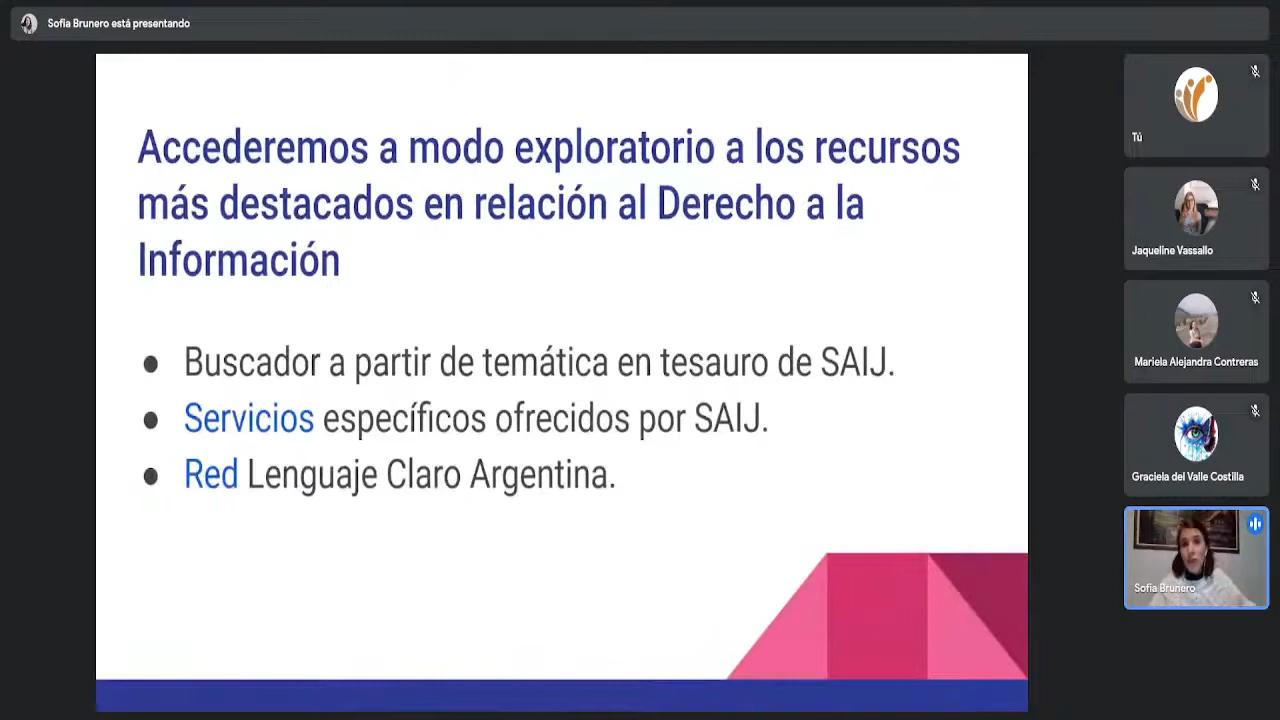 Sofia Brunero está presentando
Accederemos a modo exploratorio a los recursos
más destacados en relación al Derecho a la
Información
● Buscador a partir de temática en tesauro de SAIJ.
● Servicios específicos ofrecidos por SAIJ.
● Red Lenguaje Claro Argentina.
Tú
Jaqueline Vassallo
Mariela Alejandra Contreras
Graciela del Valle Costilla
Sofia Brunero